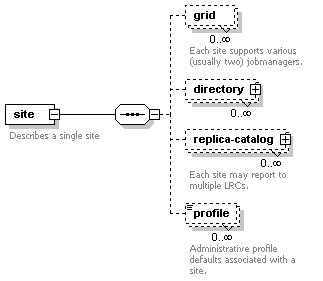 grid
0..∞
Each site supports various
(usually two) jobmanagers.
directory
0..∞
site
Describes a single site
replica-catalog
0..∞
Each site may report to
multiple LRCs.
profile
0..∞
Administrative profile
defaults associated with a
site.